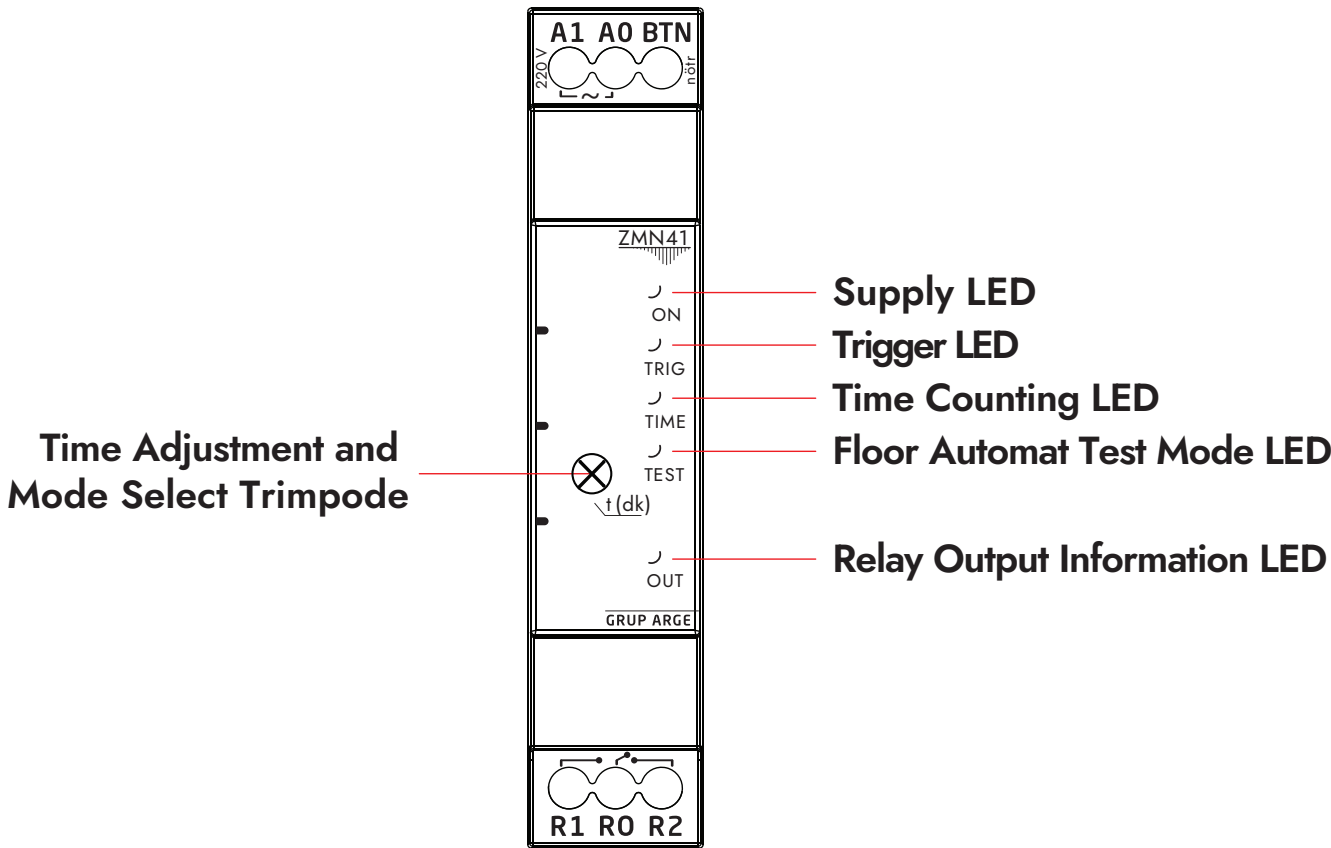 A1 A0 BTN
220 V
nötr
~
ZMN41
ON
TRIG
TIME
TEST
t (dk)
OUT
GRUP ARGE
R1 R0 R2
Time Adjustment and
Mode Select Trimpode
Supply LED
Trigger LED
Time Counting LED
Floor Automat Test Mode LED
Relay Output Information LED